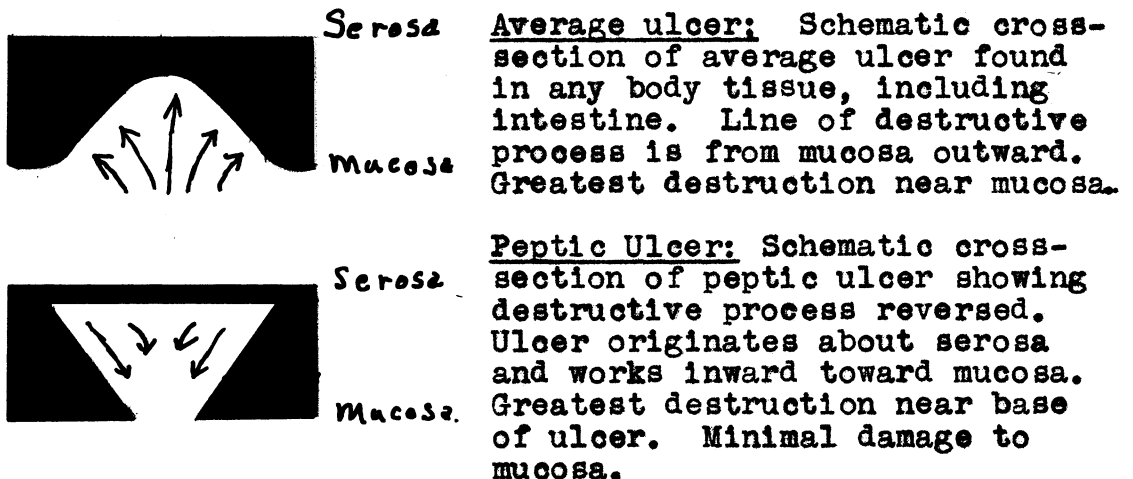 Serosa
Mucosa
Average ulcer: Schematic cross-
section of average ulcer found
in any body tissue, including
intestine. Line of destructive
process is from mucosa outward.
Greatest destruction near mucosa.
Serosa
Mucosa.
Peptic Ulcer: Schematic cross-
section of peptic ulcer showing
destructive process reversed.
Ulcer originates about serosa
and works inward toward mucosa.
Greatest destruction near base
of ulcer. Minimal damage to
mucosa.